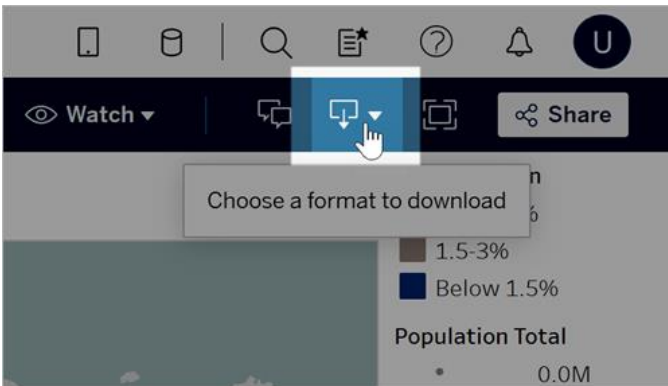 U
Watch
Share
n
Choose a format to download
%
1.5-3%
Below 1.5%
Population Total
0.0M